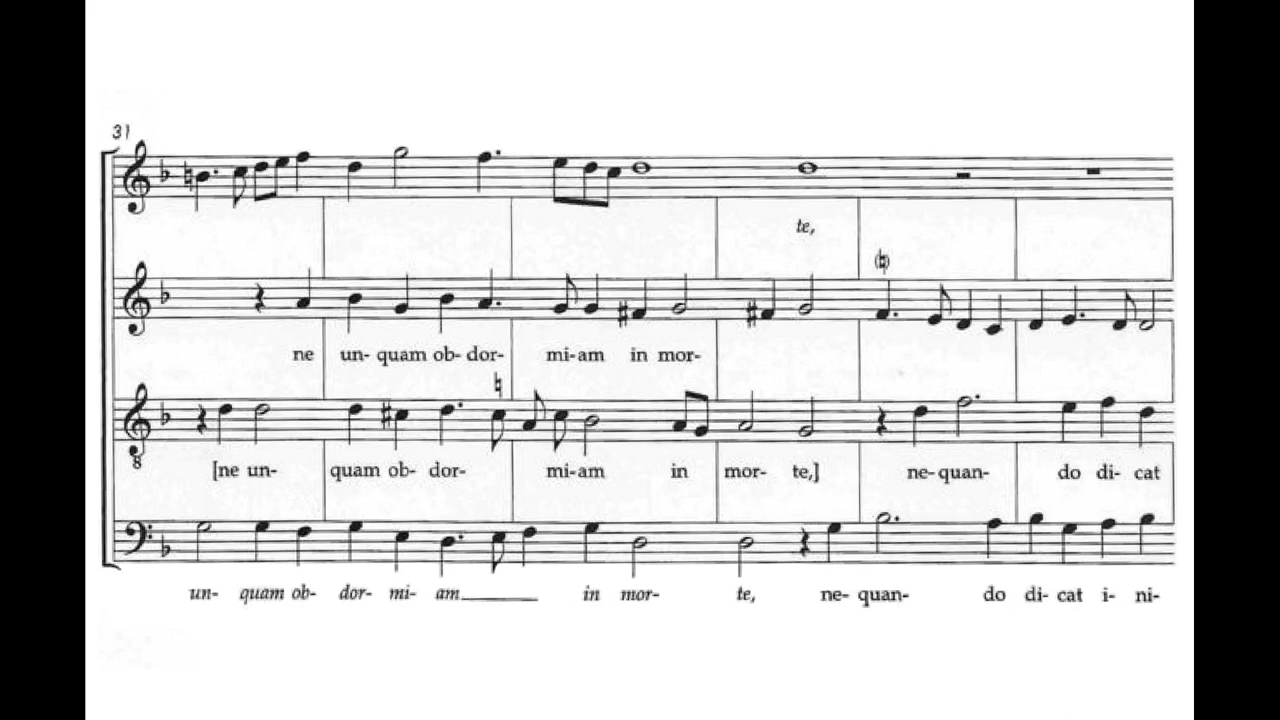 31
te,
ne un- quam ob- dor- mi-am in mor-
8
[ne un- quam ob- dor- mi-am in mor- te,] ne-quan- do di- cat
un- quam ob- dor- mi- am______ in mor- te, ne- quan- do di- cat i- ni-